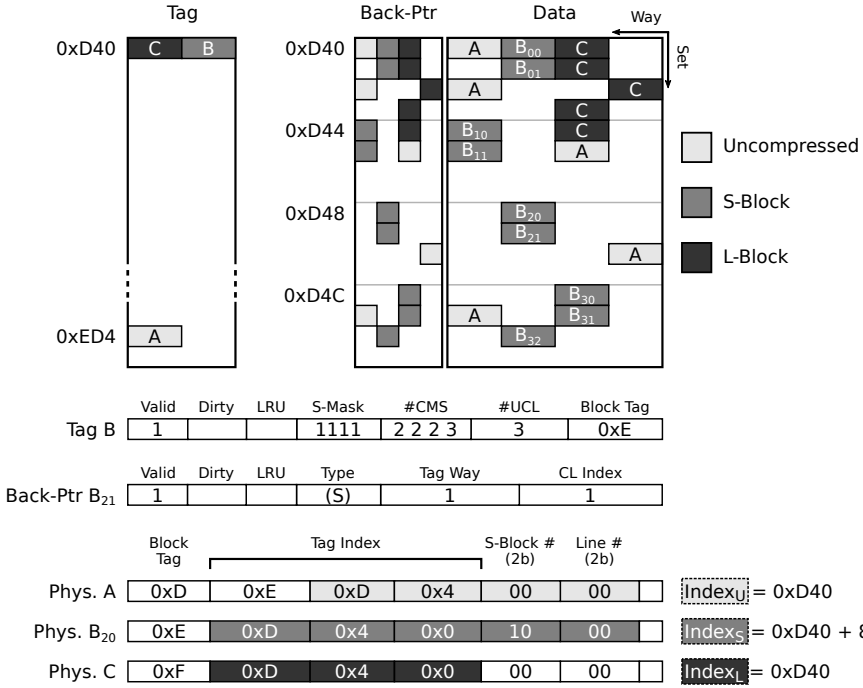 Tag Back-Ptr Data Way
Set
0xD40 C B 0xD40 A B00 C
B01 C
A C
C
0xD44 B10 C
B11 A
0xD48 B20
B21
A
0xD4C B30
A B31
0xED4 A B32
Uncompressed
S-Block
L-Block
Valid Dirty LRU S-Mask #CMS #UCL Block Tag
Tag B 1 1111 2 2 2 3 3 0xE
Valid Dirty LRU Type Tag Way CL Index
Back-Ptr B21 1 (S) 1 1
Block Tag Tag Index S-Block # (2b) Line # (2b)
Phys. A 0xD 0xE 0xD 0x4 00 00 IndexU = 0xD40
Phys. B20 0xE 0xD 0x4 0x0 10 00 IndexS = 0xD40 + 8
Phys. C 0xF 0xD 0x4 0x0 00 00 IndexL = 0xD40